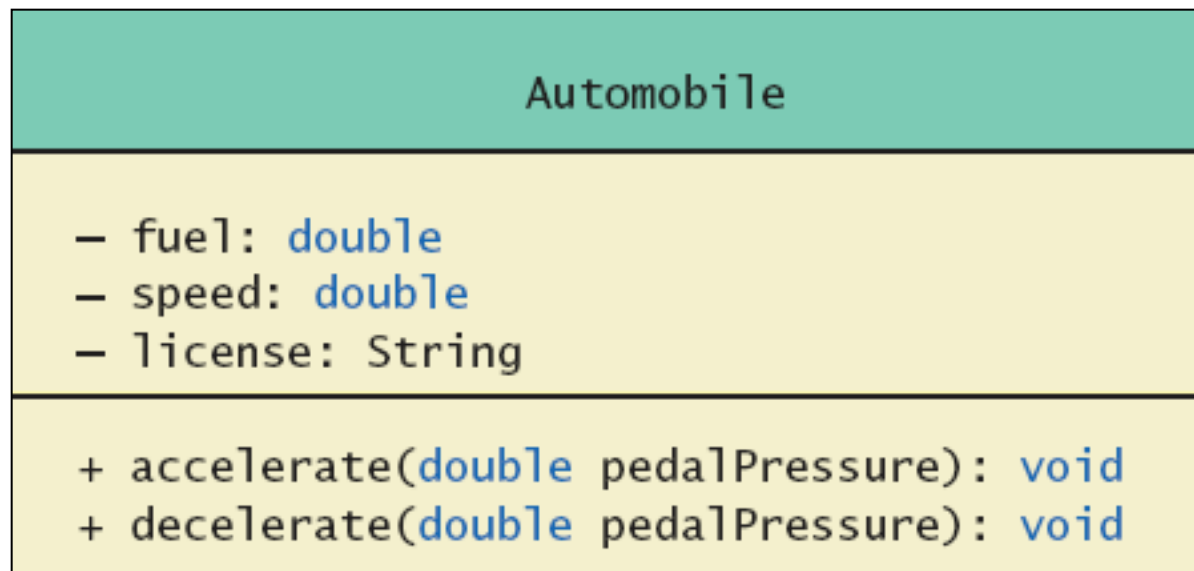 Automobile
– fuel: double
– speed: double
– license: String
+ accelerate(double pedalPressure): void
+ decelerate(double pedalPressure): void